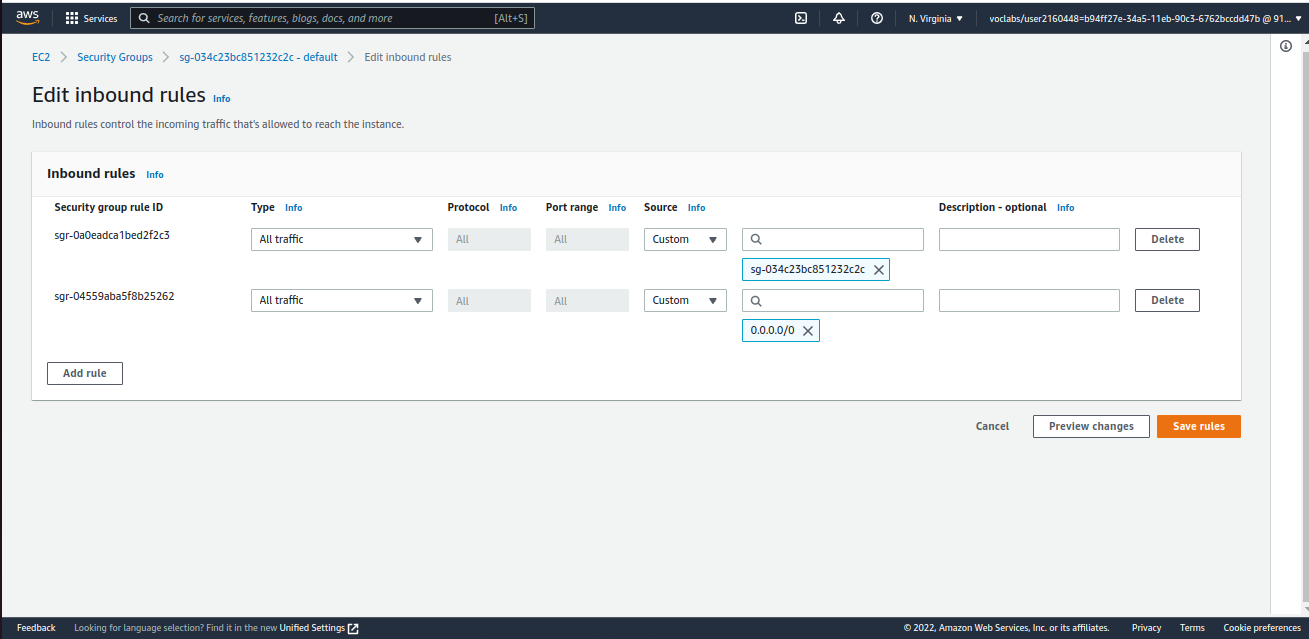 aws Services Search for services, features, blogs, docs, and more [Alt+S] N. Virginia voclabs/user2160448=b94ff27e-34a5-11eb-90c3-6762bccdd47b @ 91...
EC2 Security Groups sg-034c23bc851232c2c - default Edit inbound rules
Edit inbound rules Info
Inbound rules control the incoming traffic that's allowed to reach the instance.
Inbound rules Info
Security group rule ID Type Info Protocol Info Port range Info Source Info Description - optional Info
sgr-0a0eadca1bed2f2c3 All traffic All All Custom Delete
sg-034c23bc851232c2c
sgr-04559aba5f8b25262 All traffic All All Custom Delete
0.0.0.0/0
Add rule
Cancel Preview changes Save rules
Feedback Looking for language selection? Find it in the new Unified Settings © 2022, Amazon Web Services, Inc. or its affiliates. Privacy Terms Cookie preferences